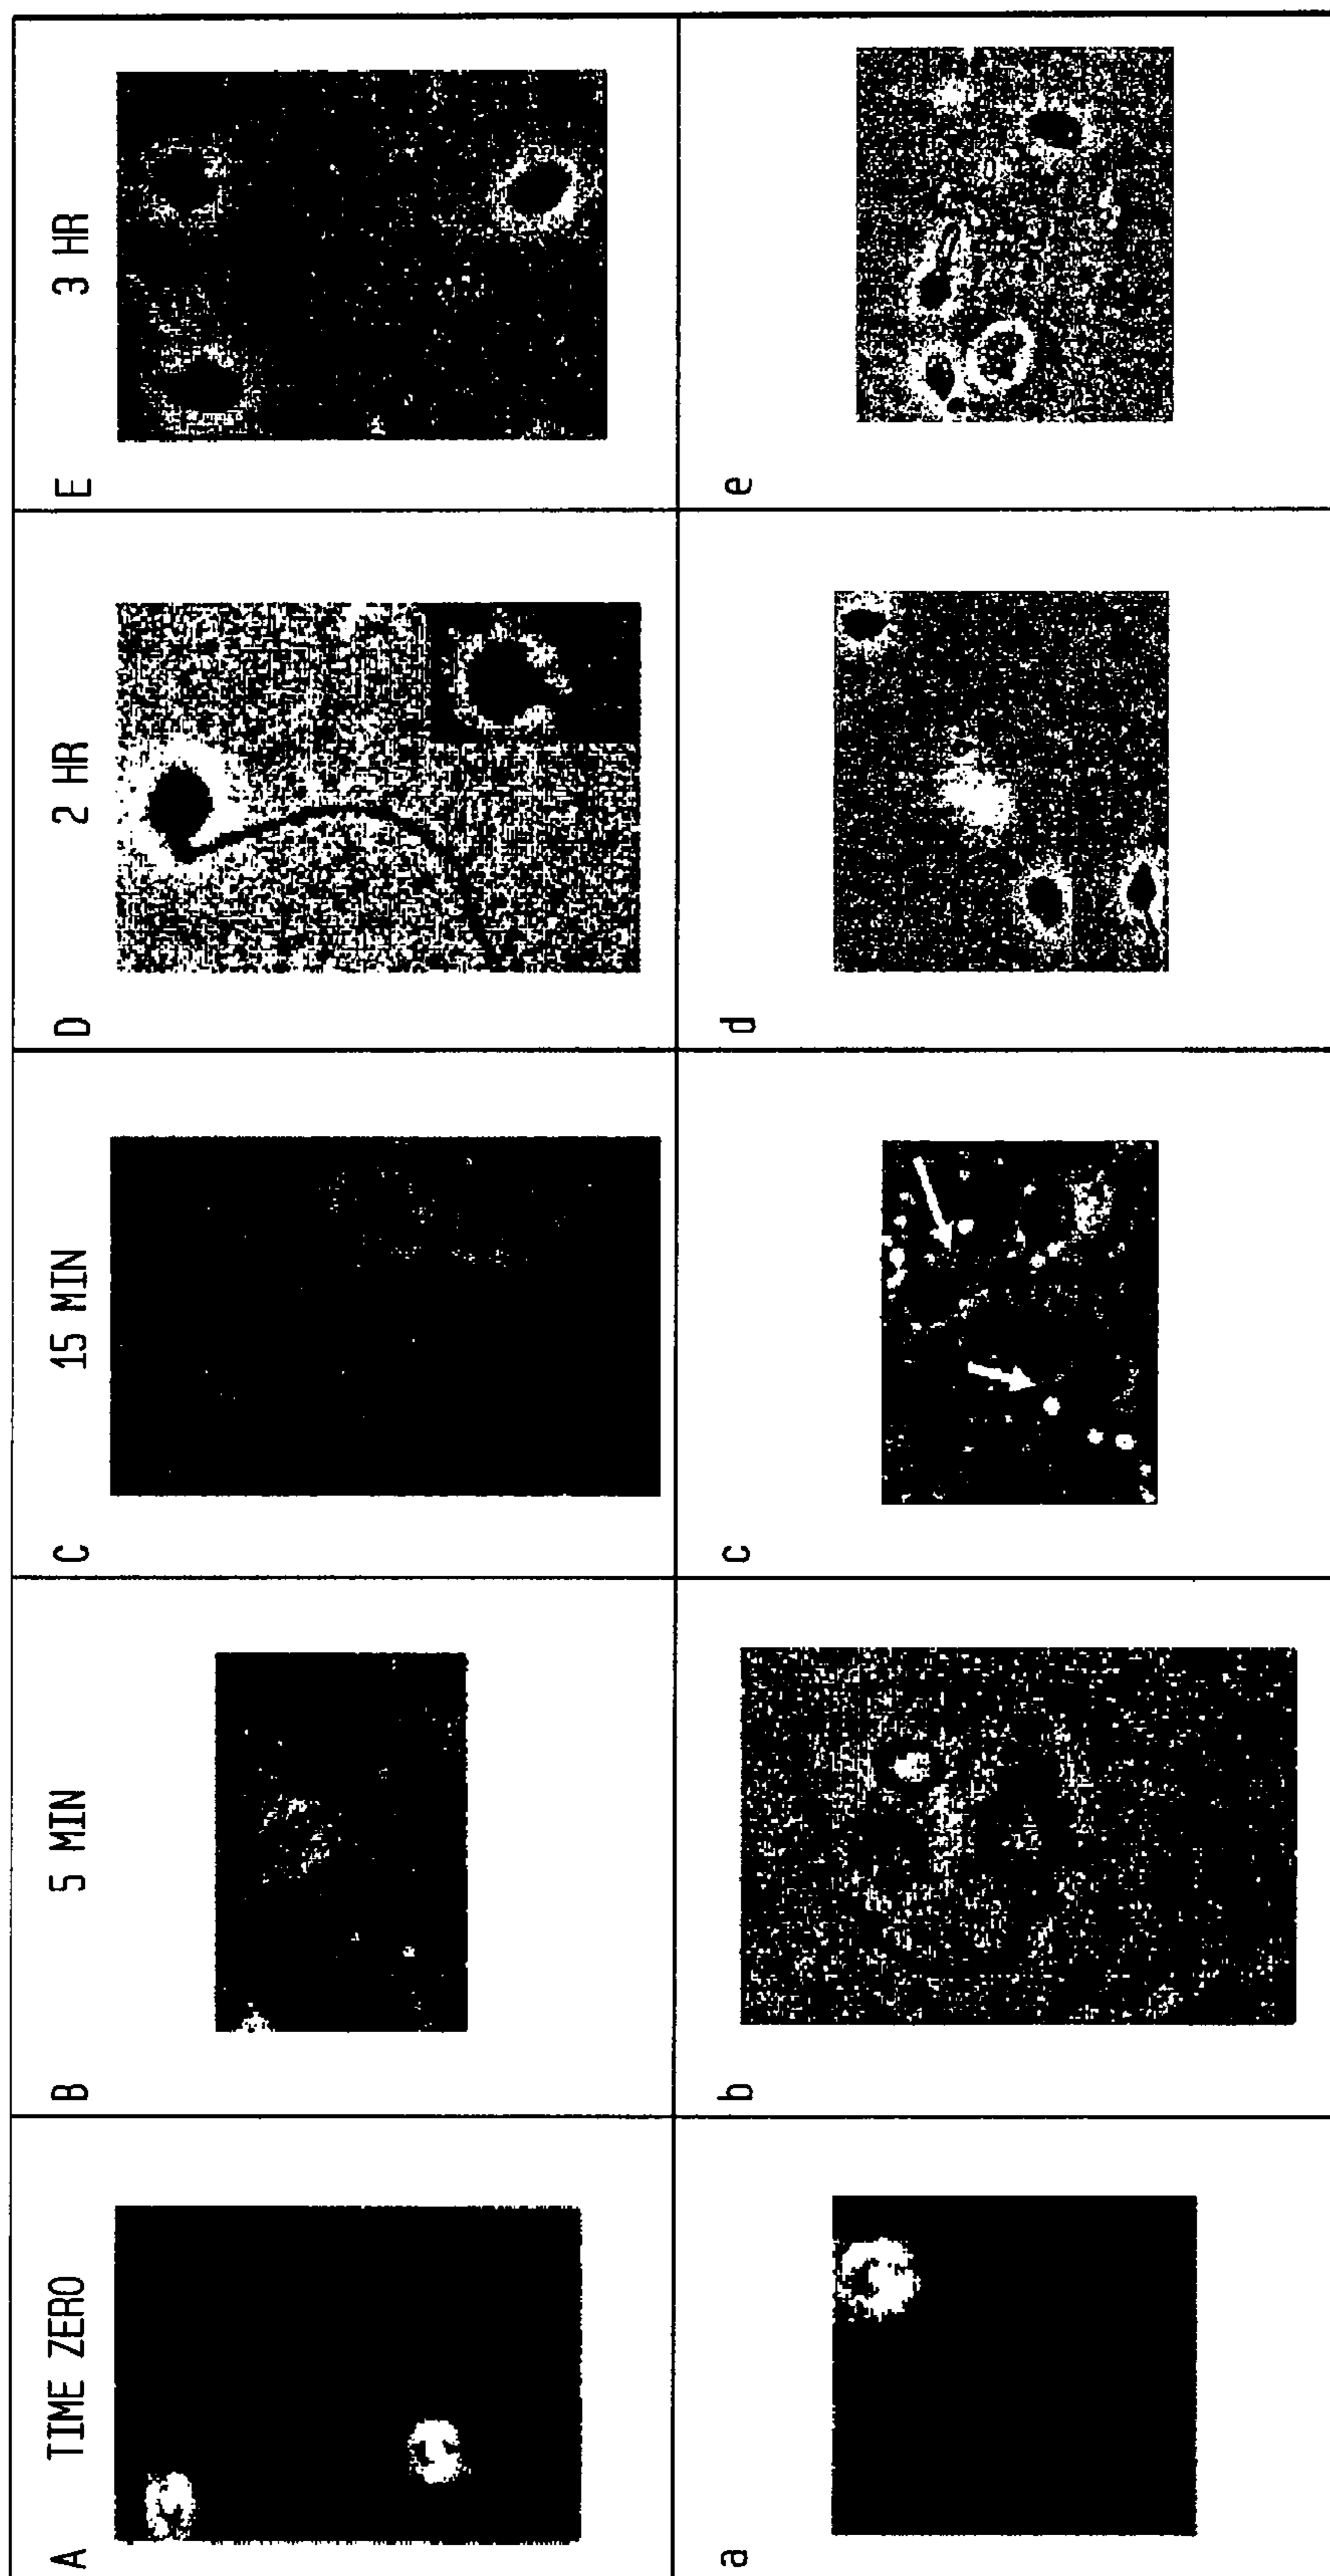 A TIME ZERO
B 5 MIN
C 15 MIN
D 2 HR
E 3 HR
a
b
c
d
e